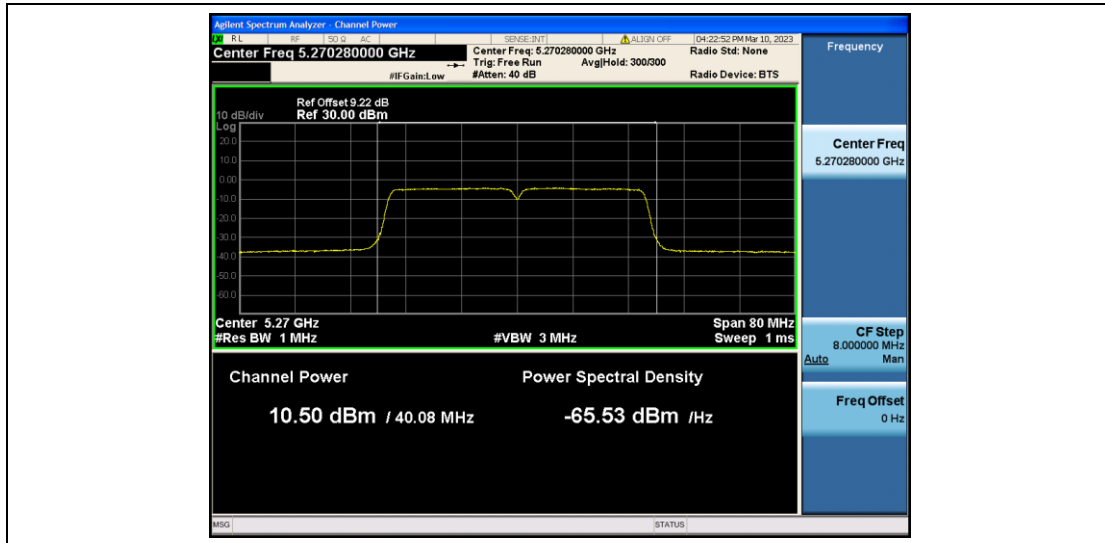 Agilent Spectrum Analyzer - Channel Power
RL RF 50 Ω AC SENSE:INT ALIGN OFF 04:22:52 PM Mar 10, 2023
Center Freq 5.270280000 GHz
Center Freq: 5.270280000 GHz
Radio Std: None
Trig: Free Run Avg|Hold: 300/300
#IFGain:Low #Atten: 40 dB Radio Device: BTS
Ref Offset 9.22 dB
10 dB/div Ref 30.00 dBm
Log
20.0
10.0
0.00
-10.0
-20.0
-30.0
-40.0
-50.0
-60.0
Center 5.27 GHz Span 80 MHz
#Res BW 1 MHz #VBW 3 MHz Sweep 1 ms
Channel Power Power Spectral Density
10.50 dBm / 40.08 MHz -65.53 dBm /Hz
MSG STATUS
Frequency
Center Freq
5.270280000 GHz
CF Step
8.000000 MHz
Auto Man
Freq Offset
0 Hz